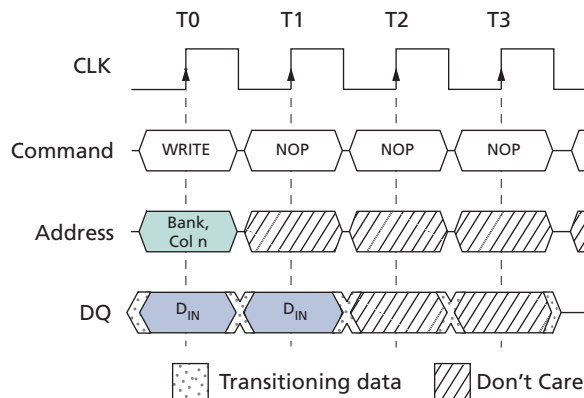 T0 T1 T2 T3
CLK
Command WRITE NOP NOP NOP
Address Bank,
Col n
DQ DIN DIN
Transitioning data Don't Care